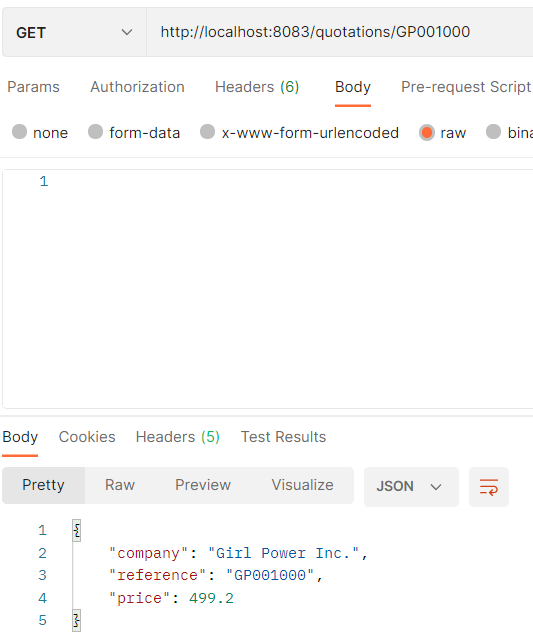 GET http://localhost:8083/quotations/GP001000
Params Authorization Headers (6) Body Pre-request Script
none form-data x-www-form-urlencoded raw bina
1
Body Cookies Headers (5) Test Results
Pretty Raw Preview Visualize JSON
1 {
2 "company": "Girl Power Inc.",
3 "reference": "GP001000",
4 "price": 499.2
5 }